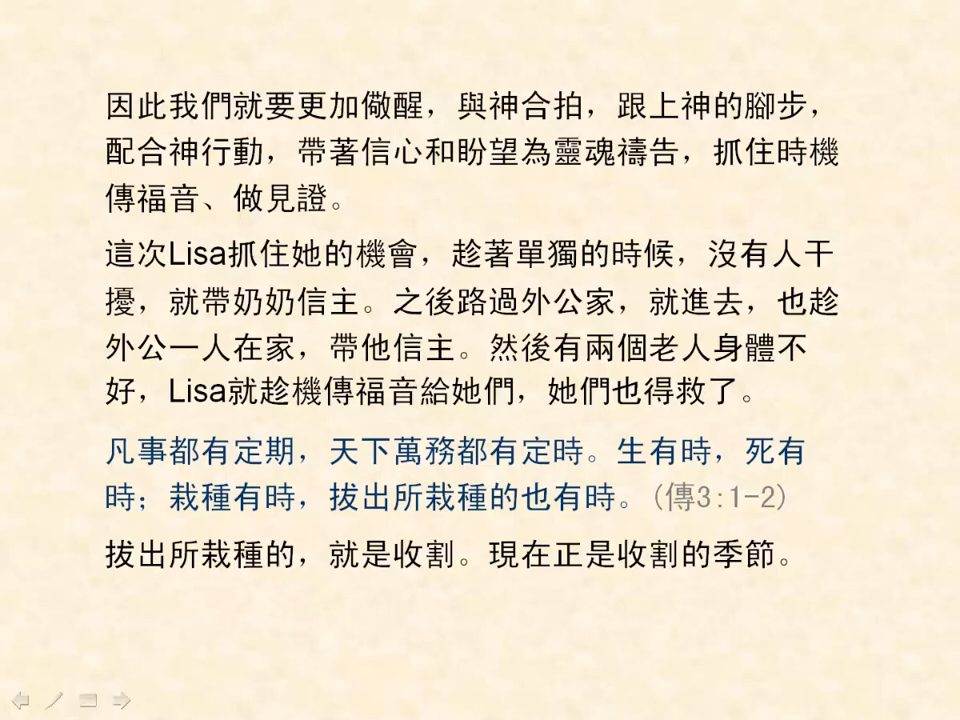 因此我們就要更加儆醒，與神合拍，跟上神的腳步，
配合神行動，帶著信心和盼望為靈魂禱告，抓住時機
傳福音、做見證。
這次Lisa抓住她的機會，趁著單獨的時候，沒有人干
擾，就帶奶奶信主。之後路過外公家，就進去，也趁
外公一人在家，帶他信主。然後有兩個老人身體不
好，Lisa就趁機傳福音給她們，她們也得救了。
凡事都有定期，天下萬務都有定時。生有時，死有
時；栽種有時，拔出所栽種的也有時。(傳3:1-2)
拔出所栽種的，就是收割。現在正是收割的季節。